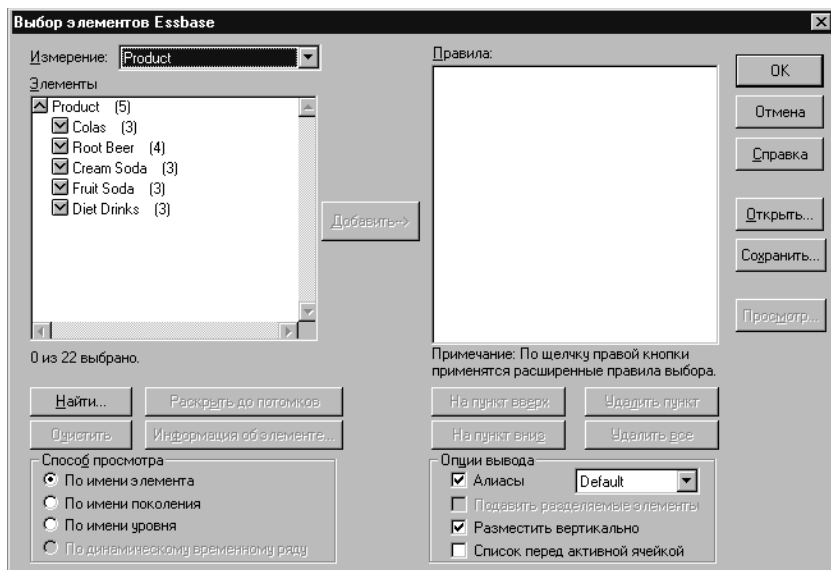 Выбор элементов Essbase
Измерение: Product
Элементы
Product (5)
Colas (3)
Root Beer (4)
Cream Soda (3)
Fruit Soda (3)
Diet Drinks (3)
0 из 22 выбрано.
Добавить-->
Правила:
Примечание: По щелчку правой кнопки
применятся расширенные правила выбора.
OK
Отмена
Справка
Открыть...
Сохранить...
Просмотр...
Найти...
Раскрыть до потомков
Очистить
Информация об элементе...
На пункт вверх
Удалить пункт
На пункт вниз
Удалить все
Способ просмотра
По имени элемента
По имени поколения
По имени уровня
По динамическому временному ряду
Опции вывода
Алиасы
Default
Подавить разделяемые элементы
Разместить вертикально
Список перед активной ячейкой